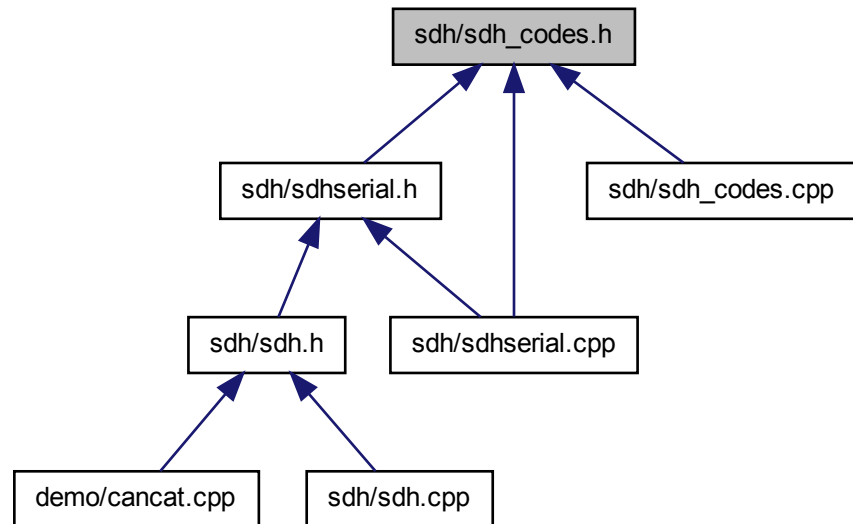 sdh/sdh_codes.h
sdh/sdhserial.h
sdh/sdh_codes.cpp
sdh/sdh.h
sdh/sdhserial.cpp
demo/cancat.cpp
sdh/sdh.cpp